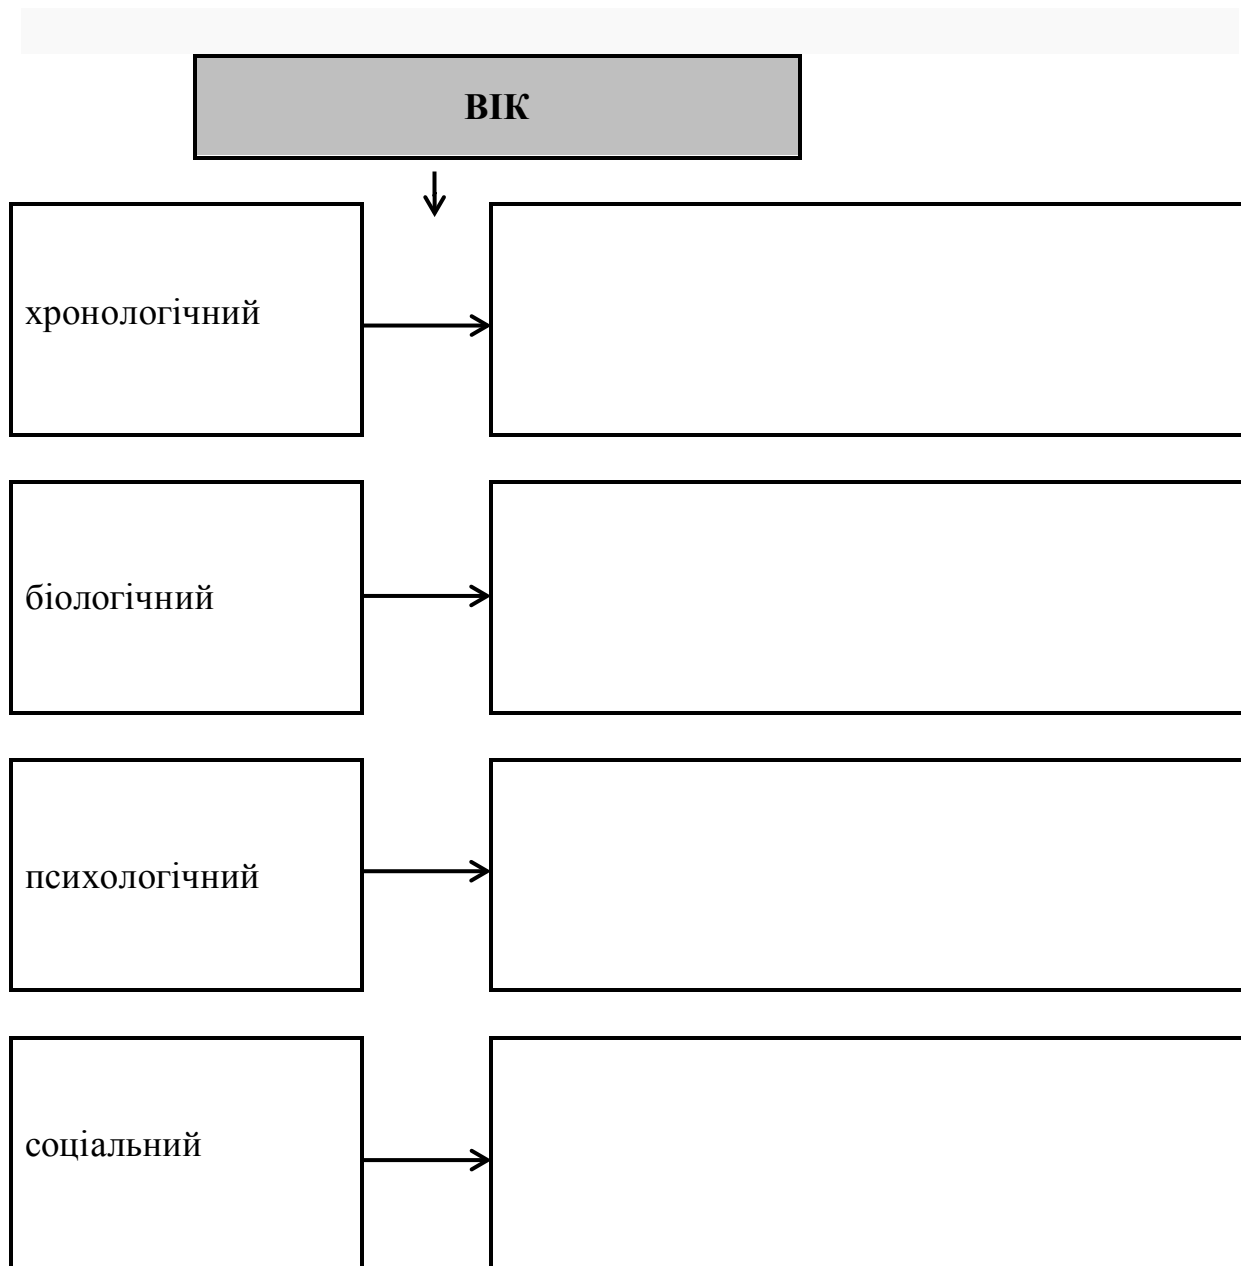 ВІК
хронологічний
біологічний
психологічний
соціальний